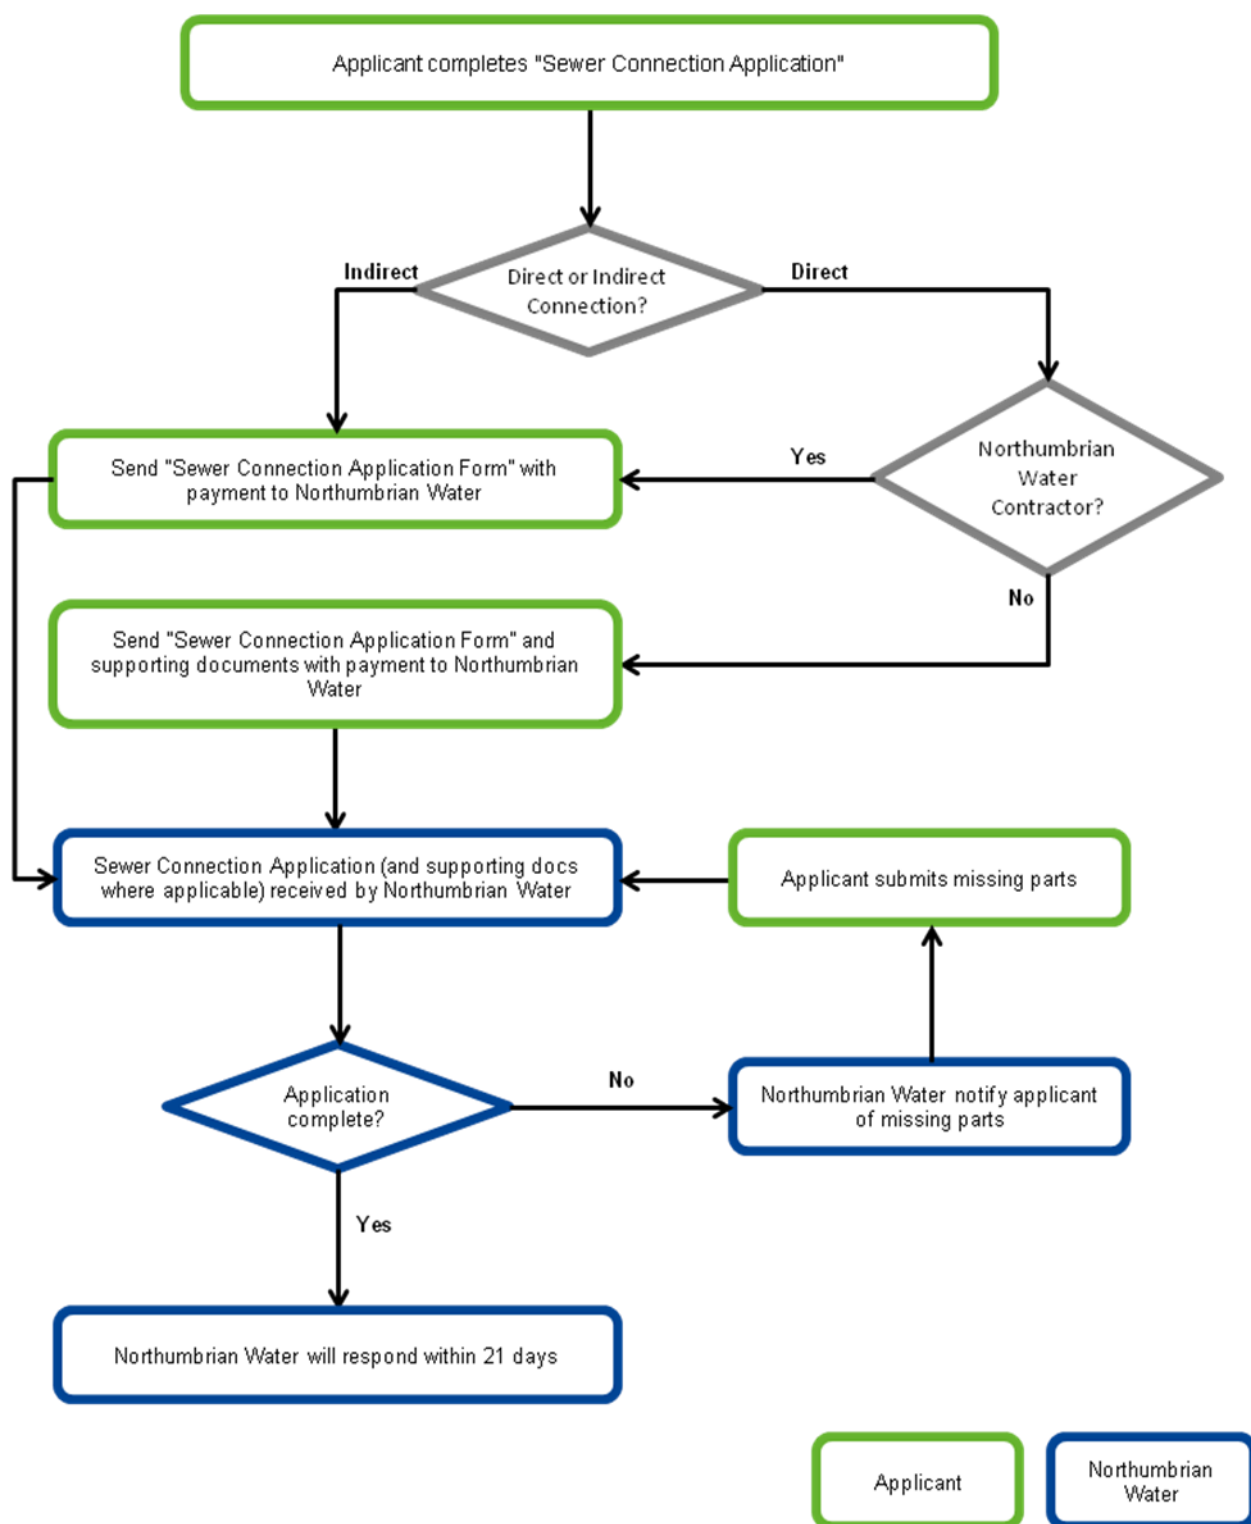 Applicant completes "Sewer Connection Application"
Direct or Indirect
Connection?
Indirect
Direct
Northumbrian
Water
Contractor?
Yes
Send "Sewer Connection Application Form" with
payment to Northumbrian Water
No
Send "Sewer Connection Application Form" and
supporting documents with payment to Northumbrian
Water
Sewer Connection Application (and supporting docs
where applicable) received by Northumbrian Water
Applicant submits missing parts
Application
complete?
No
Northumbrian Water notify applicant
of missing parts
Yes
Northumbrian Water will respond within 21 days
Applicant
Northumbrian
Water